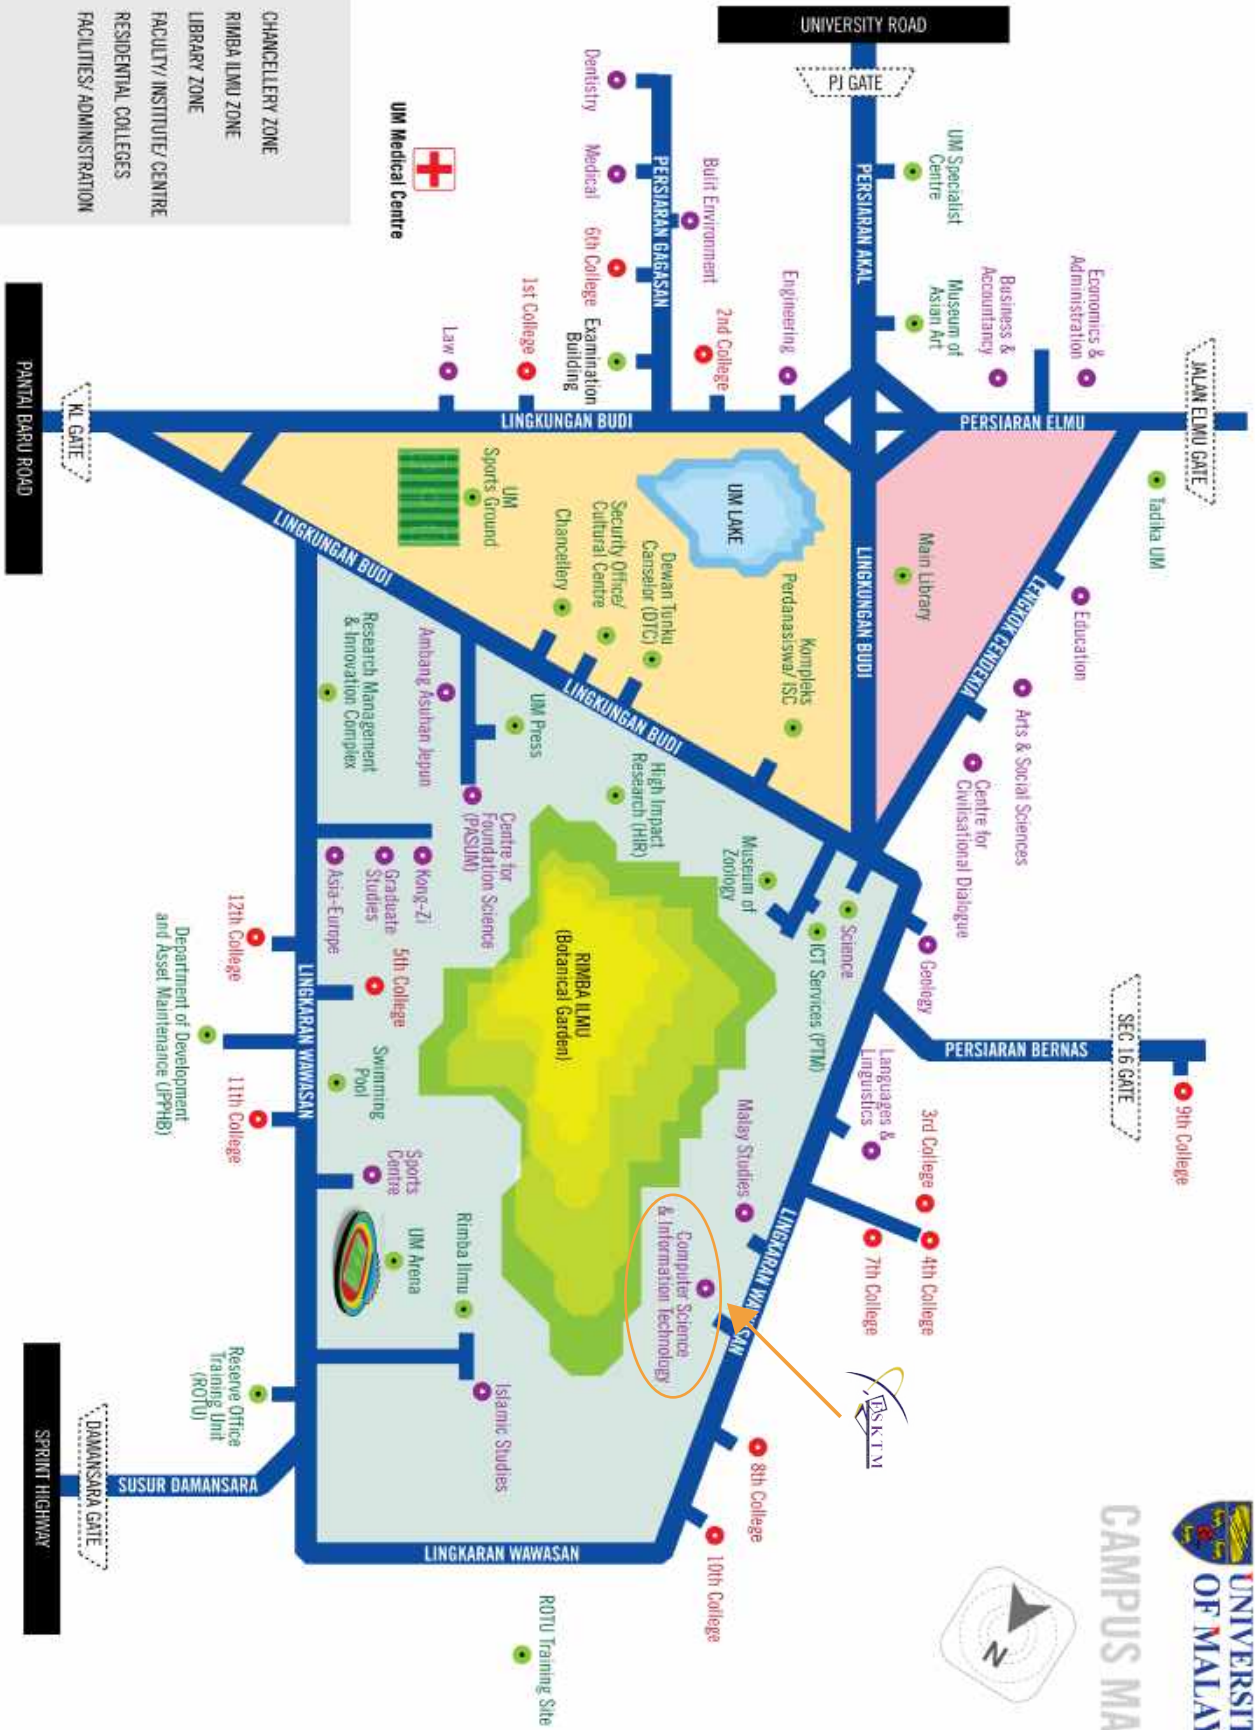 UNIVERSIT
OF MALAY
CAMPUS MA
JALAN ELMU GATE
Tadika UM
9th College
SEC 16 GATE
Economics &
Administration
Education
PERSIARAN BERNAS
Business &
Accountancy
PERSIARAN ELMU
LENGKOK CENDEKIA
Arts & Social Sciences
Centre for
Civilisational Dialogue
N
UM Specialist
Centre
Museum of
Asian Art
Main Library
Geology
3rd College
4th College
UNIVERSITY ROAD
PJ GATE
PERSIARAN AKAL
LINGKUNGAN BUDI
Science
Languages &
Linguistics
7th College
FSKTM
ICT Services (PTM)
Engineering
Kompleks
Perdanasiswa/ ISC
LINGKARAN WAWASAN
8th College
Built Environment
2nd College
UM LAKE
Museum of
Zoology
Malay Studies
10th College
PERSIARAN GAGASAN
Dewan Tunku
Canselor (DTC)
LINGKUNGAN BUDI
Computer Science
& Information Technology
Dentistry
Medical
6th College
Examination
Building
LINGKUNGAN BUDI
Security Office/
Cultural Centre
High Impact
Research (HIR)
RIMBA ILMU
(Botanical Garden)
Chancellery
1st College
UM
Sports Ground
UM Press
Centre for
Foundation Science
(PASUM)
Islamic Studies
ROTU Training Site
Law
Ambang Asuhan Jepun
Kong-Zi
Rimba Ilmu
LINGKARAN WAWASAN
UM Medical Centre
LINGKUNGAN BUDI
Research Management
& Innovation Complex
Graduate
Studies
Asia-Europe
5th College
Swimming
Pool
Sports
Centre
UM Arena
LINGKARAN WAWASAN
12th College
11th College
Reserve Office
Training Unit
(ROTU)
Department of Development
and Asset Maintenance (JPPHB)
SUSUR DAMANSARA
CHANCELLERY ZONE
RIMBA ILMU ZONE
LIBRARY ZONE
FACULTY/ INSTITUTE/ CENTRE
RESIDENTIAL COLLEGES
FACILITIES/ ADMINISTRATION
KL GATE
DAMANSARA GATE
PANTAI BARU ROAD
SPRINT HIGHWAY